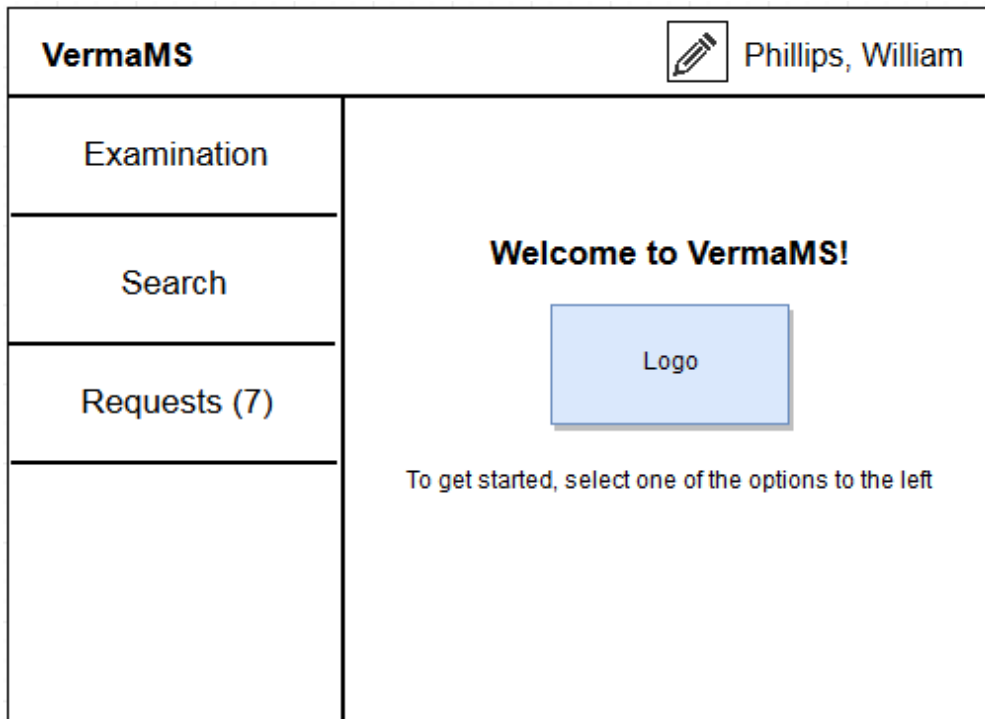 VermaMS
Phillips, William
Examination
Search
Requests (7)
Welcome to VermaMS!
Logo
To get started, select one of the options to the left